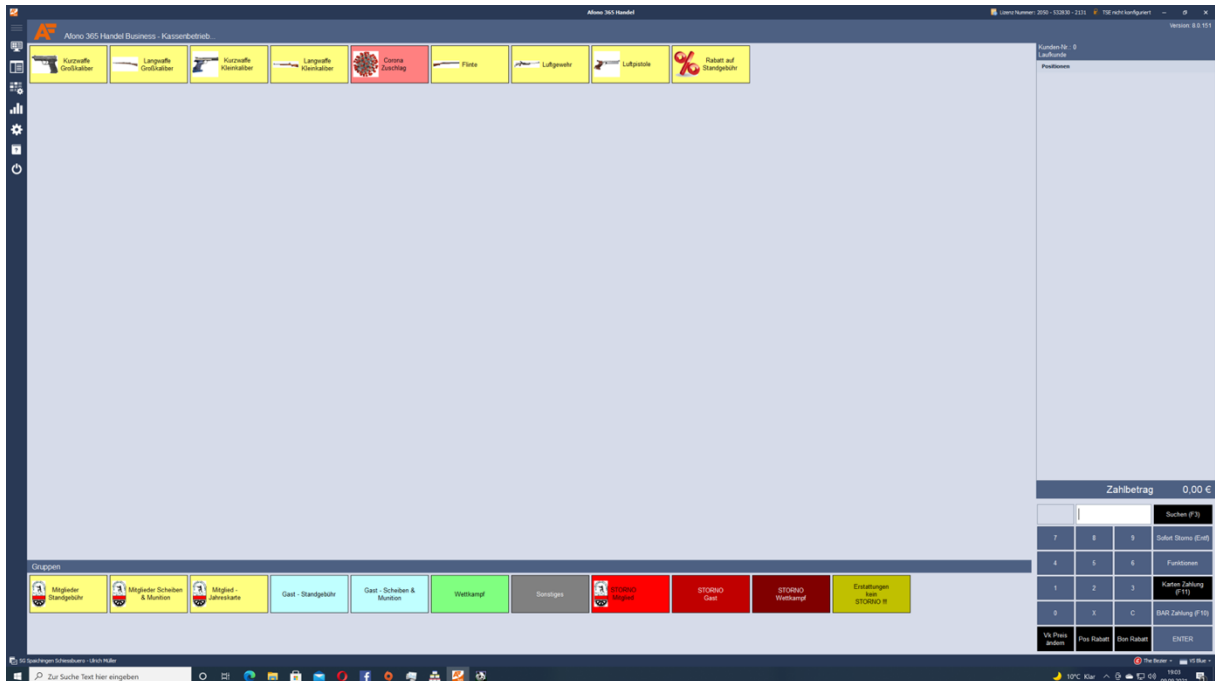 Afono 365 Handel
Lizenz Nummer: 2050 - 532830 - 2131
TSE nicht konfiguriert
AF
Afono 365 Handel Business - Kassenbetrieb...
Version: 8.0.151
Kurzwaffe
Großkaliber
Langwaffe
Großkaliber
Kurzwaffe
Kleinkaliber
Langwaffe
Kleinkaliber
Corona
Zuschlag
Flinte
Luftgewehr
Luftpistole
%
Rabatt auf
Standgebühr
Kunden-Nr.: 0
Laufkunde
Positionen
Zahlbetrag 0,00 €
Suchen (F3)
7 8 9 Sofort Storno (Entf)
4 5 6 Funktionen
1 2 3 Karten Zahlung
(F11)
0 X C BAR Zahlung (F10)
Vk Preis
ändern
Pos Rabatt
Bon Rabatt
ENTER
Gruppen
Mitglieder
Standgebühr
Mitglieder Scheiben
& Munition
Mitglied -
Jahreskarte
Gast - Standgebühr
Gast - Scheiben &
Munition
Wettkampf
Sonstiges
STORNO
Mitglied
STORNO
Gast
STORNO
Wettkampf
Erstattungen
kein
STORNO !!!
SG Spaichingen Schiessbuero - Ulrich Müller
The Bezier
VS Blue
Zur Suche Text hier eingeben
10°C Klar
19:03